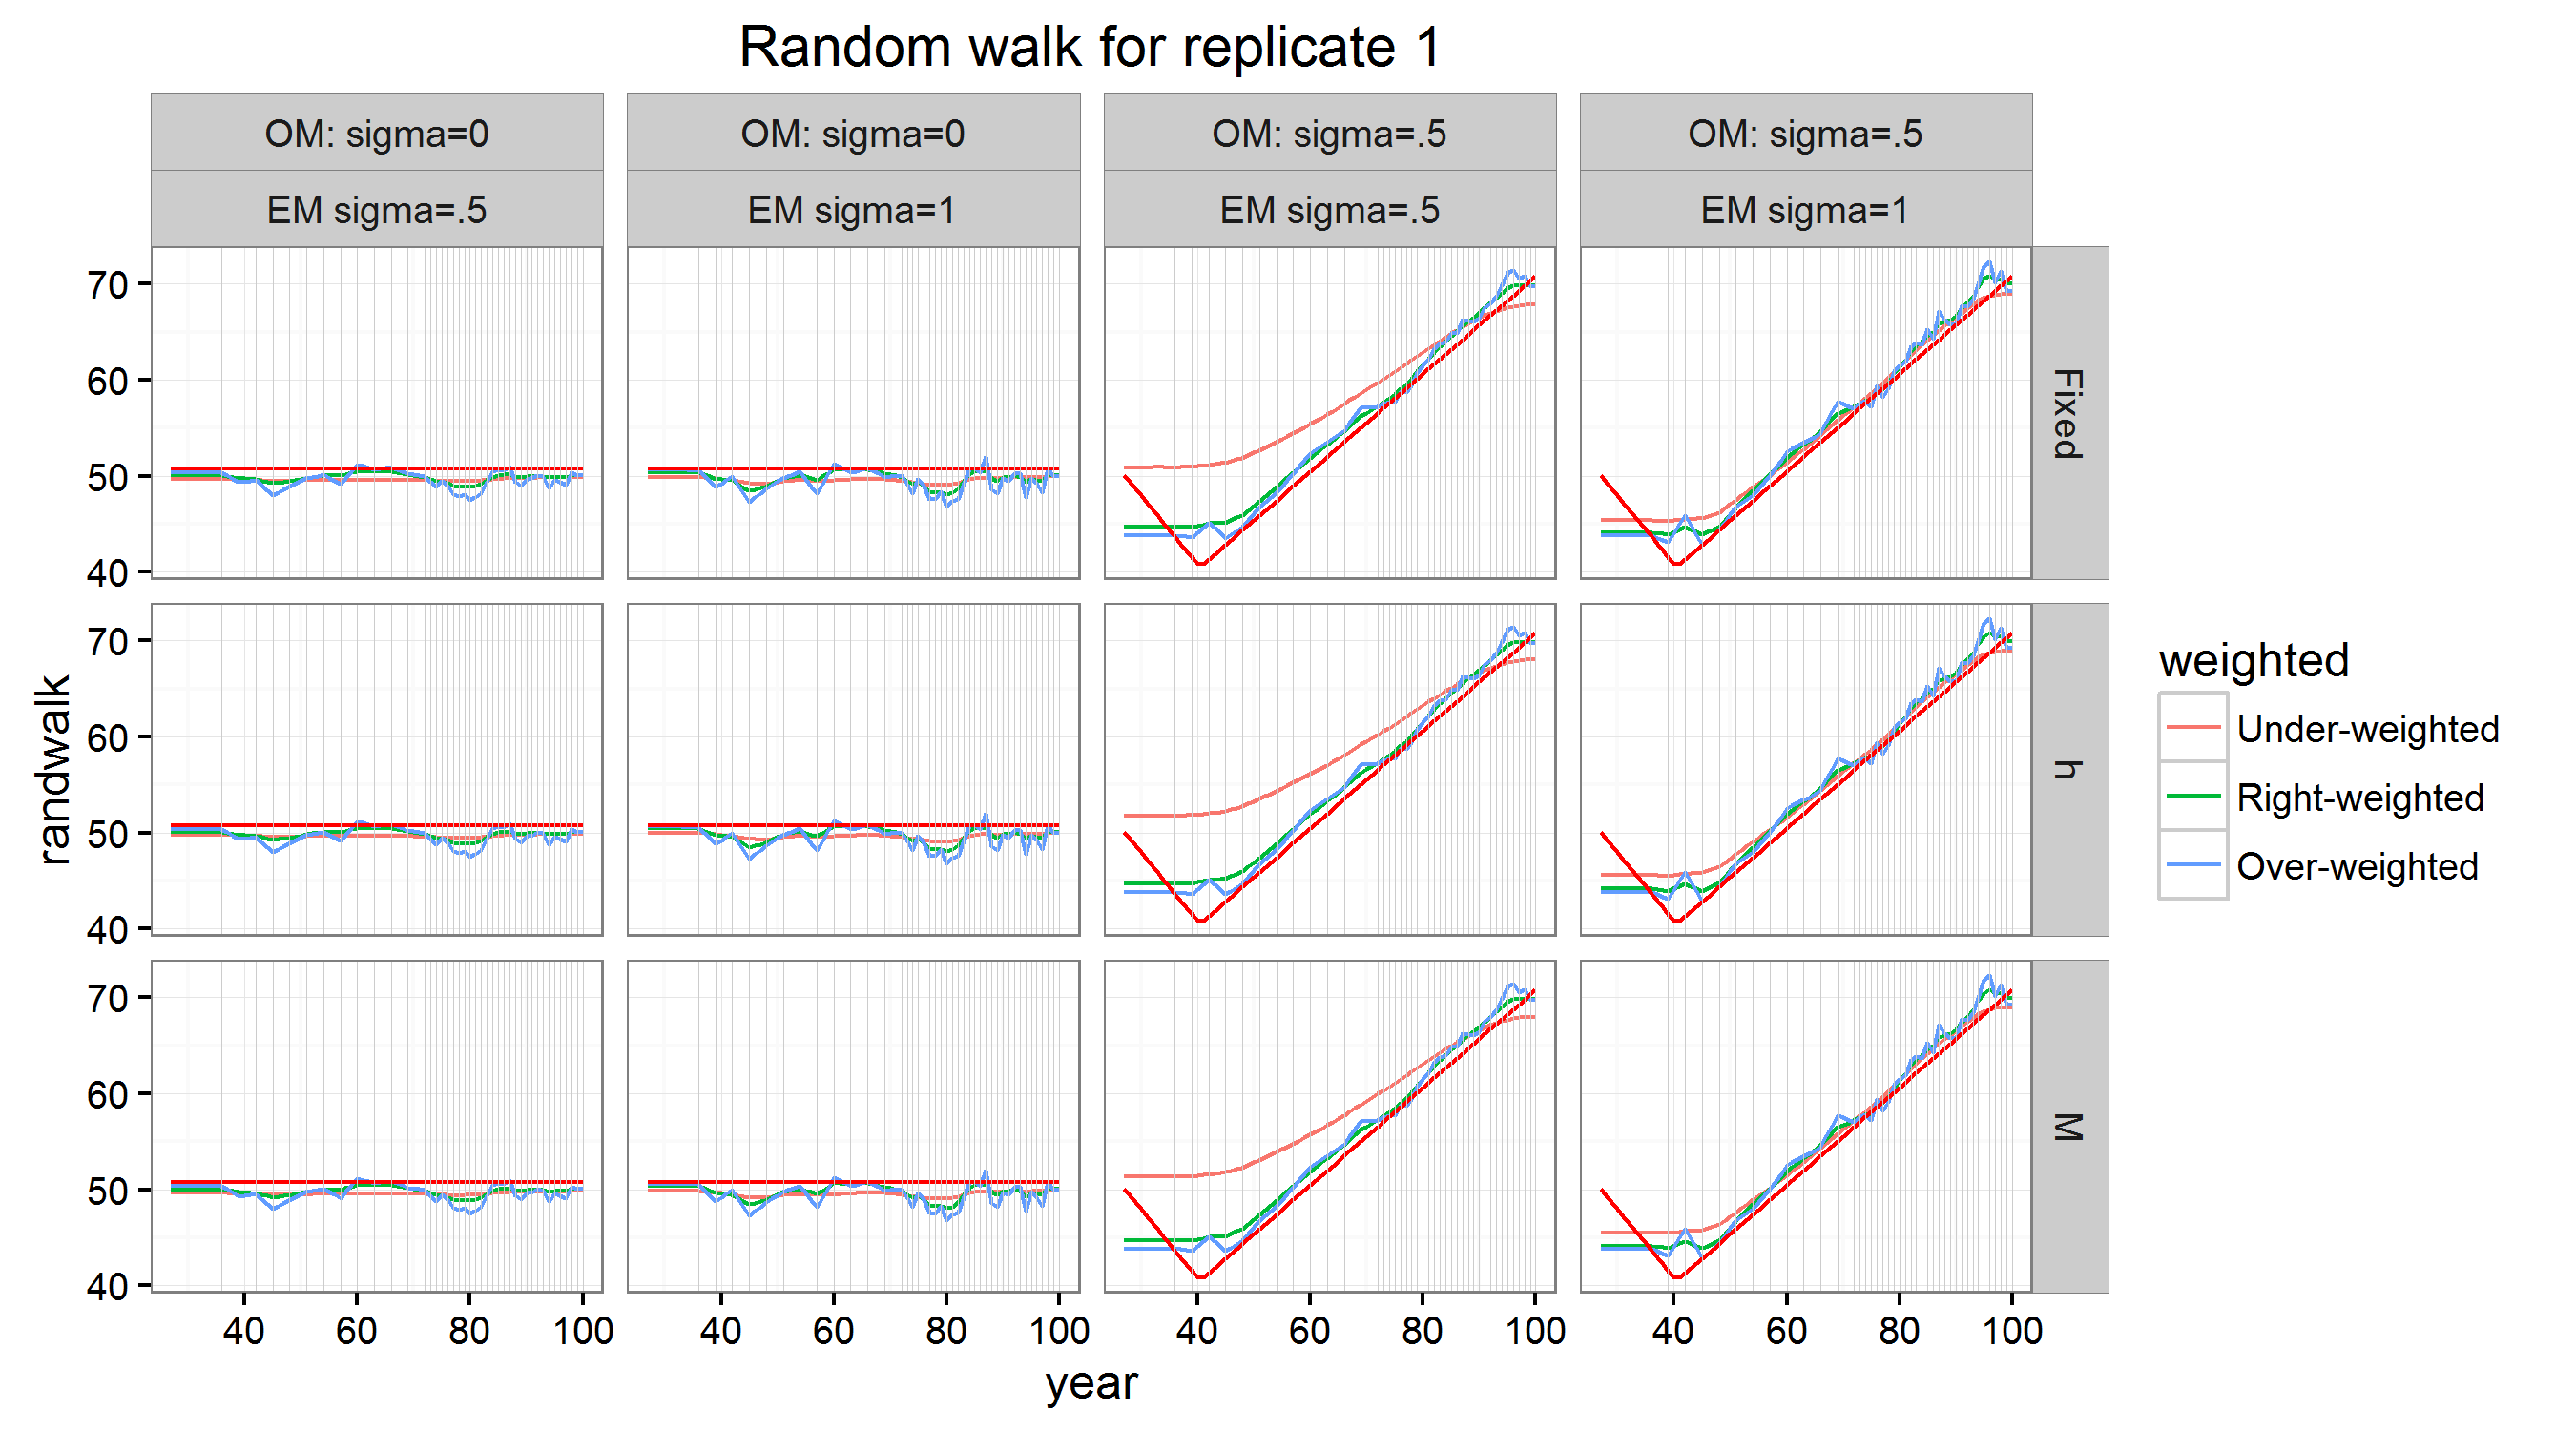 Random walk for replicate 1
OM: sigma=0 OM: sigma=0 OM: sigma=.5 OM: sigma=.5
EM sigma=.5 EM sigma=1 EM sigma=.5 EM sigma=1
70
60
50
40
Fixed
70
60
50
40
h
70
60
50
40
M
randwalk
40 60 80 100 40 60 80 100 40 60 80 100 40 60 80 100
year
weighted
Under-weighted
Right-weighted
Over-weighted